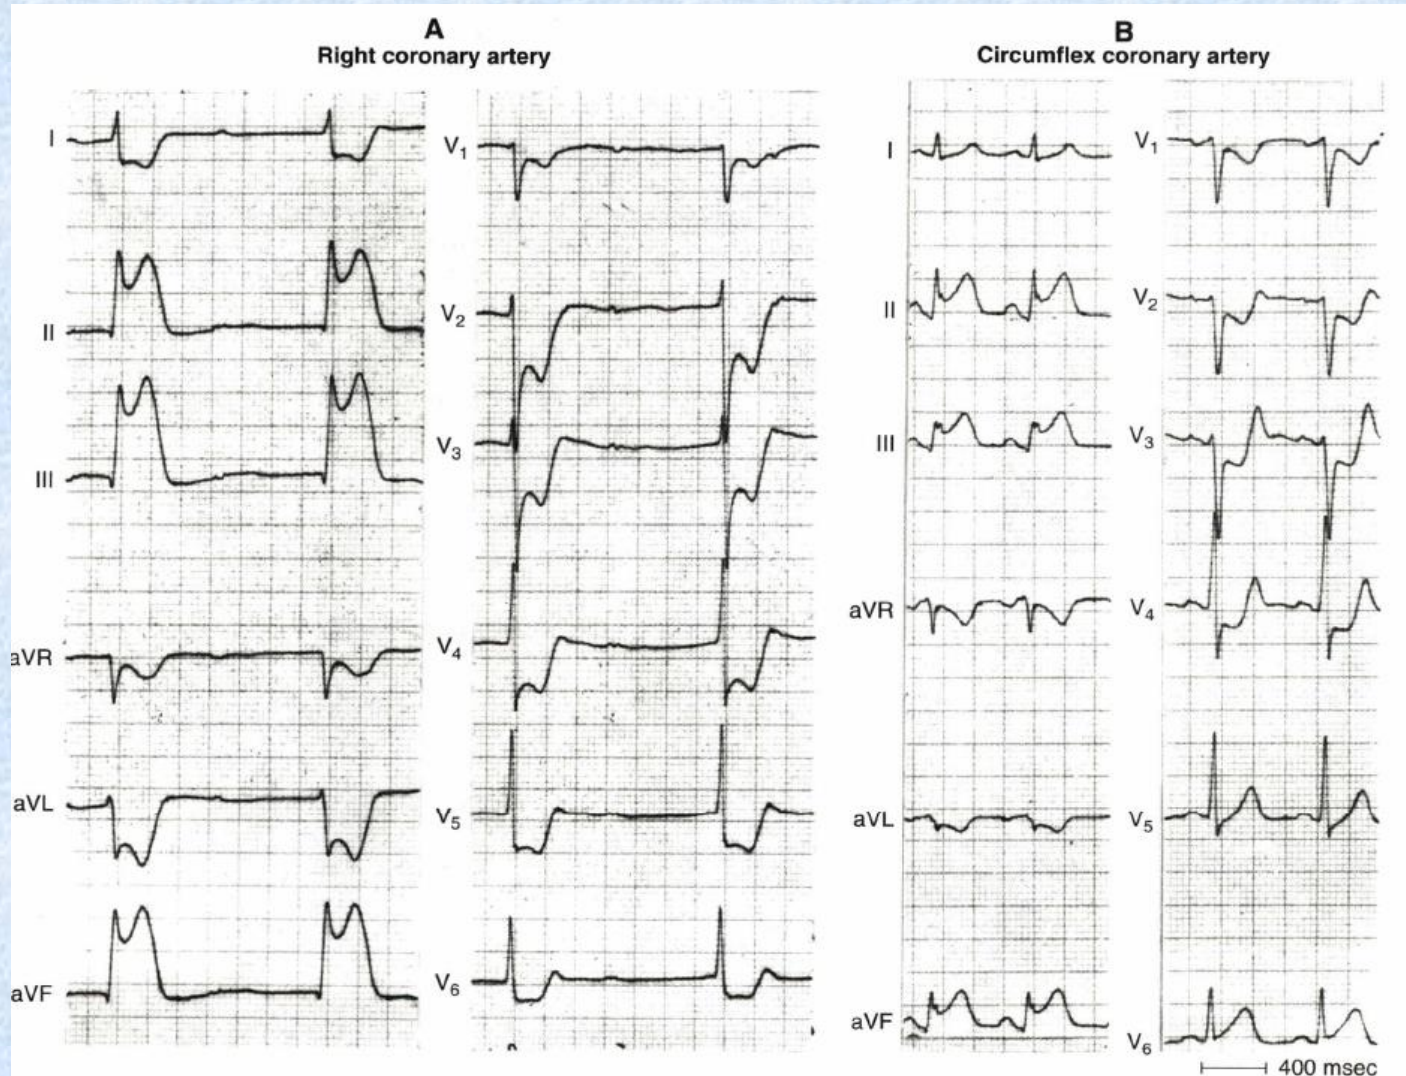 A
Right coronary artery
I
II
III
aVR
aVL
aVF
V1
V2
V3
V4
V5
V6
B
Circumflex coronary artery
I
II
III
aVR
aVL
aVF
V1
V2
V3
V4
V5
V6
400 msec